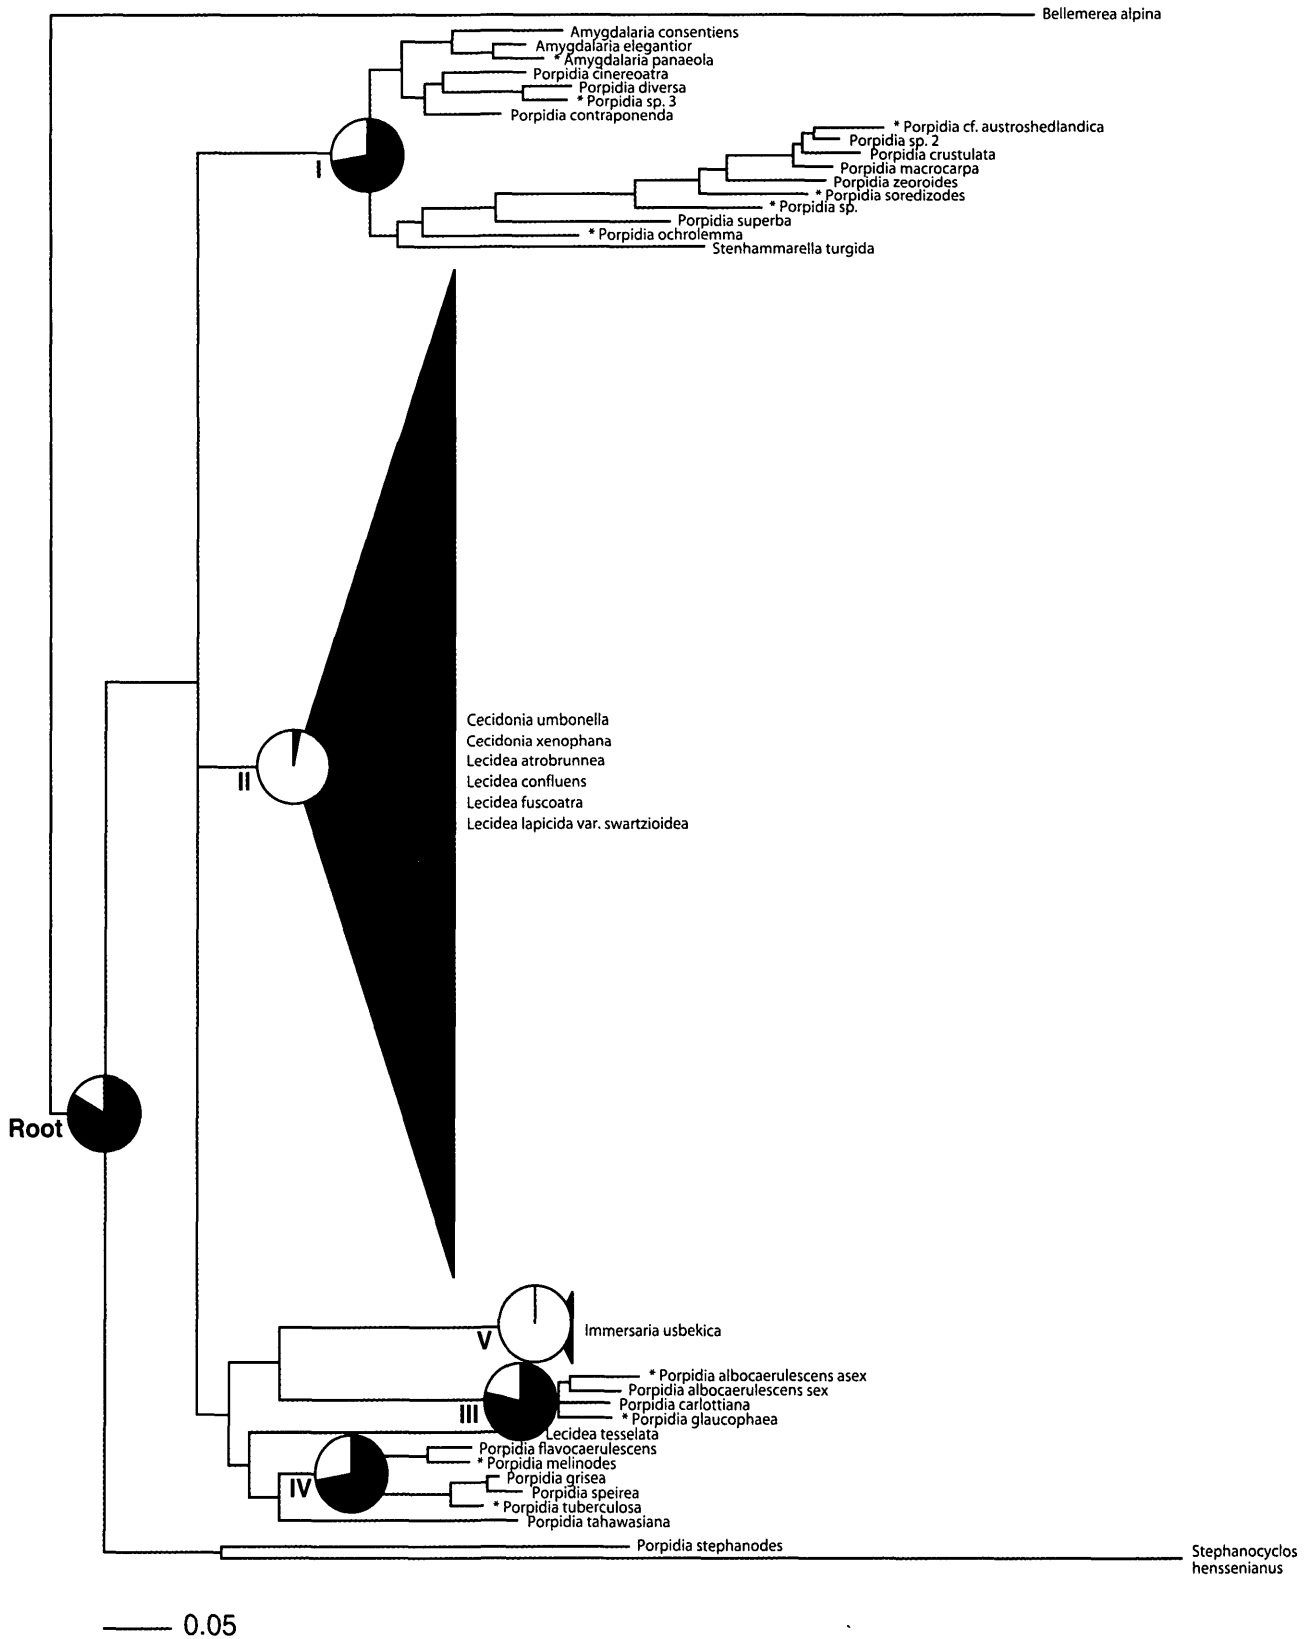 Bellemerea alpina
Amygdalaria consentiens
Amygdalaria elegantior
* Amygdalaria panaeola
Porpidia cinereoatra
Porpidia diversa
* Porpidia sp. 3
Porpidia contraponenda
* Porpidia cf. austroshedlandica
Porpidia sp. 2
Porpidia crustulata
Porpidia macrocarpa
Porpidia zeoroides
* Porpidia soredizodes
* Porpidia sp.
Porpidia superba
* Porpidia ochrolemma
Stenhammarella turgida
I
Cecidonia umbonella
Cecidonia xenophana
Lecidea atrobrunnea
Lecidea confluens
Lecidea fuscoatra
Lecidea lapicida var. swartzioidea
II
Root
V
Immersaria usbekica
* Porpidia albocaerulescens asex
Porpidia albocaerulescens sex
Porpidia carlottiana
* Porpidia glaucophaea
III
Lecidea tesselata
Porpidia flavocaerulescens
* Porpidia melinodes
Porpidia grisea
IV
Porpidia speirea
* Porpidia tuberculosa
Porpidia tahawasiana
Porpidia stephanodes
Stephanocyclos
henssenianus
0.05